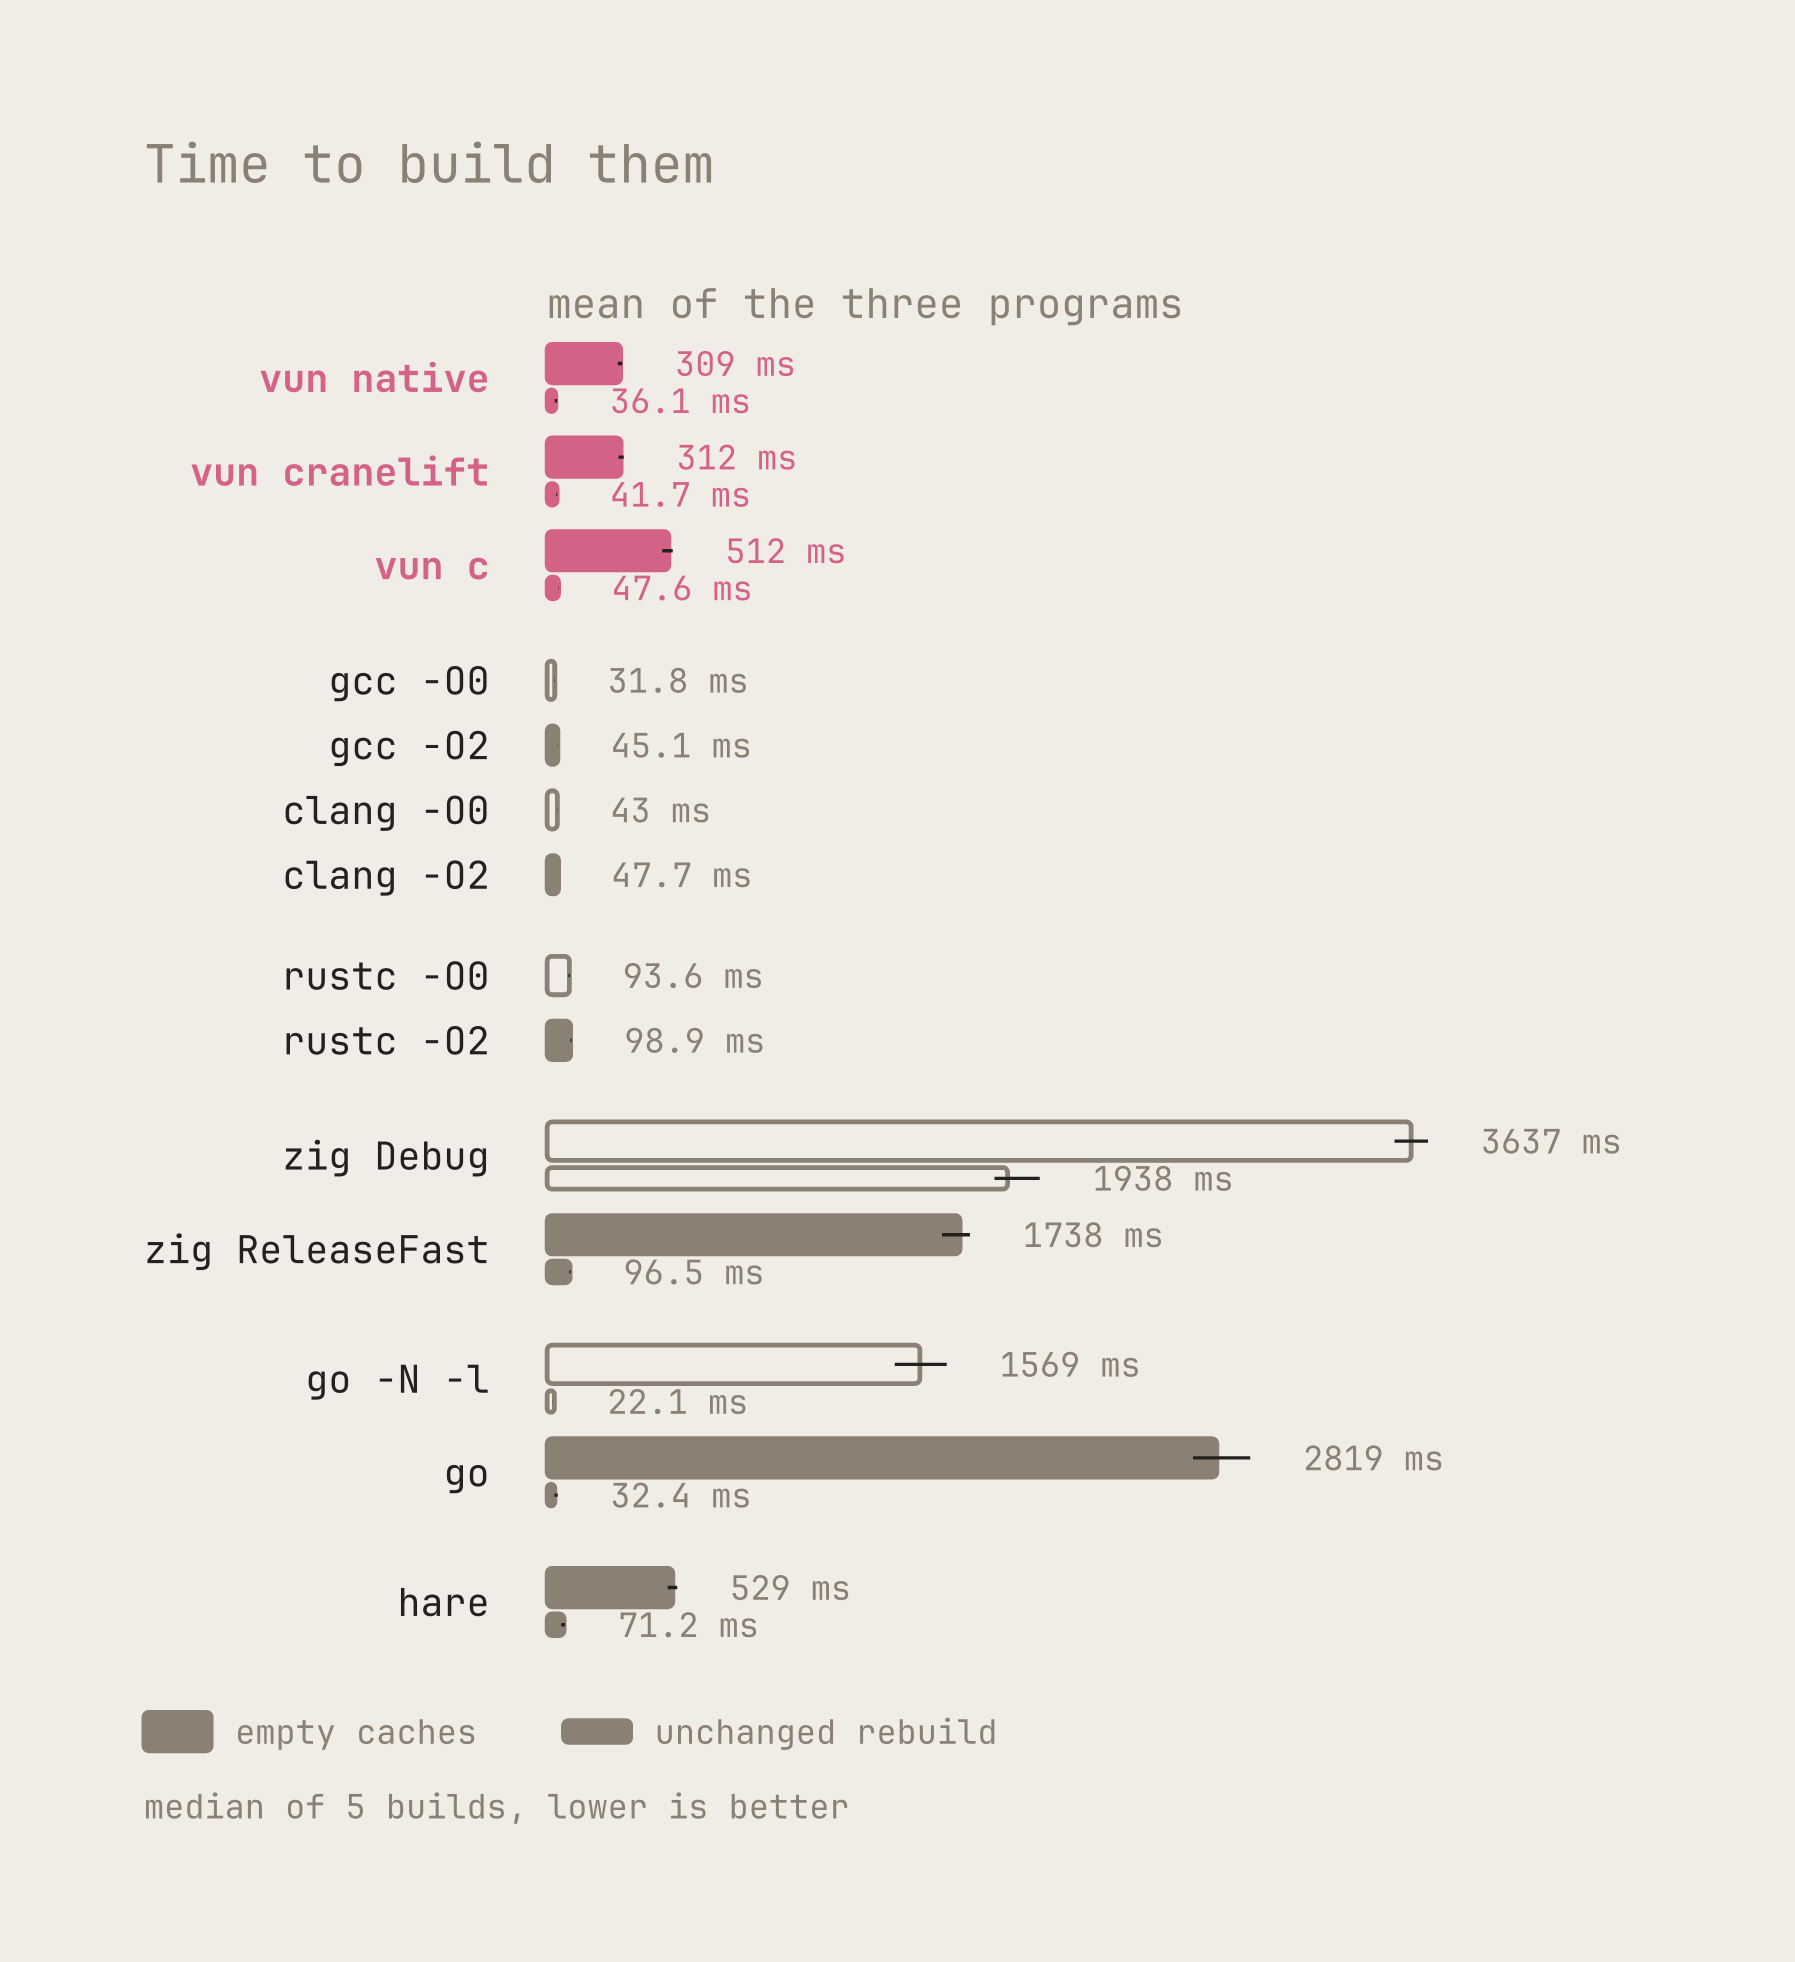 Time to build them
mean of the three programs
vun native 309 ms
36.1 ms
vun cranelift 312 ms
41.7 ms
vun c 512 ms
47.6 ms
gcc -O0 31.8 ms
gcc -O2 45.1 ms
clang -O0 43 ms
clang -O2 47.7 ms
rustc -O0 93.6 ms
rustc -O2 98.9 ms
zig Debug 3637 ms
1938 ms
zig ReleaseFast 1738 ms
96.5 ms
go -N -l 1569 ms
22.1 ms
go 2819 ms
32.4 ms
hare 529 ms
71.2 ms
empty caches unchanged rebuild
median of 5 builds, lower is better